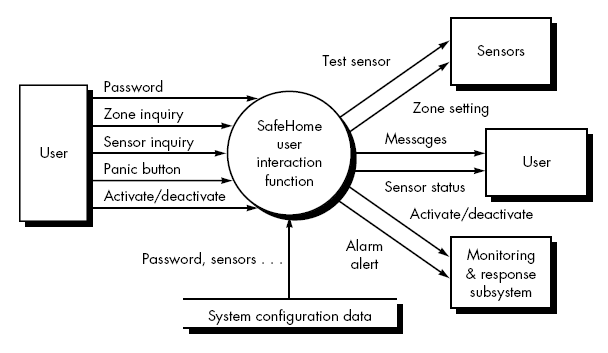 User
Password
Zone inquiry
Sensor inquiry
Panic button
Activate/deactivate
SafeHome
user
interaction
function
Password, sensors . . .
System configuration data
Test sensor
Zone setting
Sensors
Messages
Sensor status
User
Activate/deactivate
Alarm
alert
Monitoring
& response
subsystem